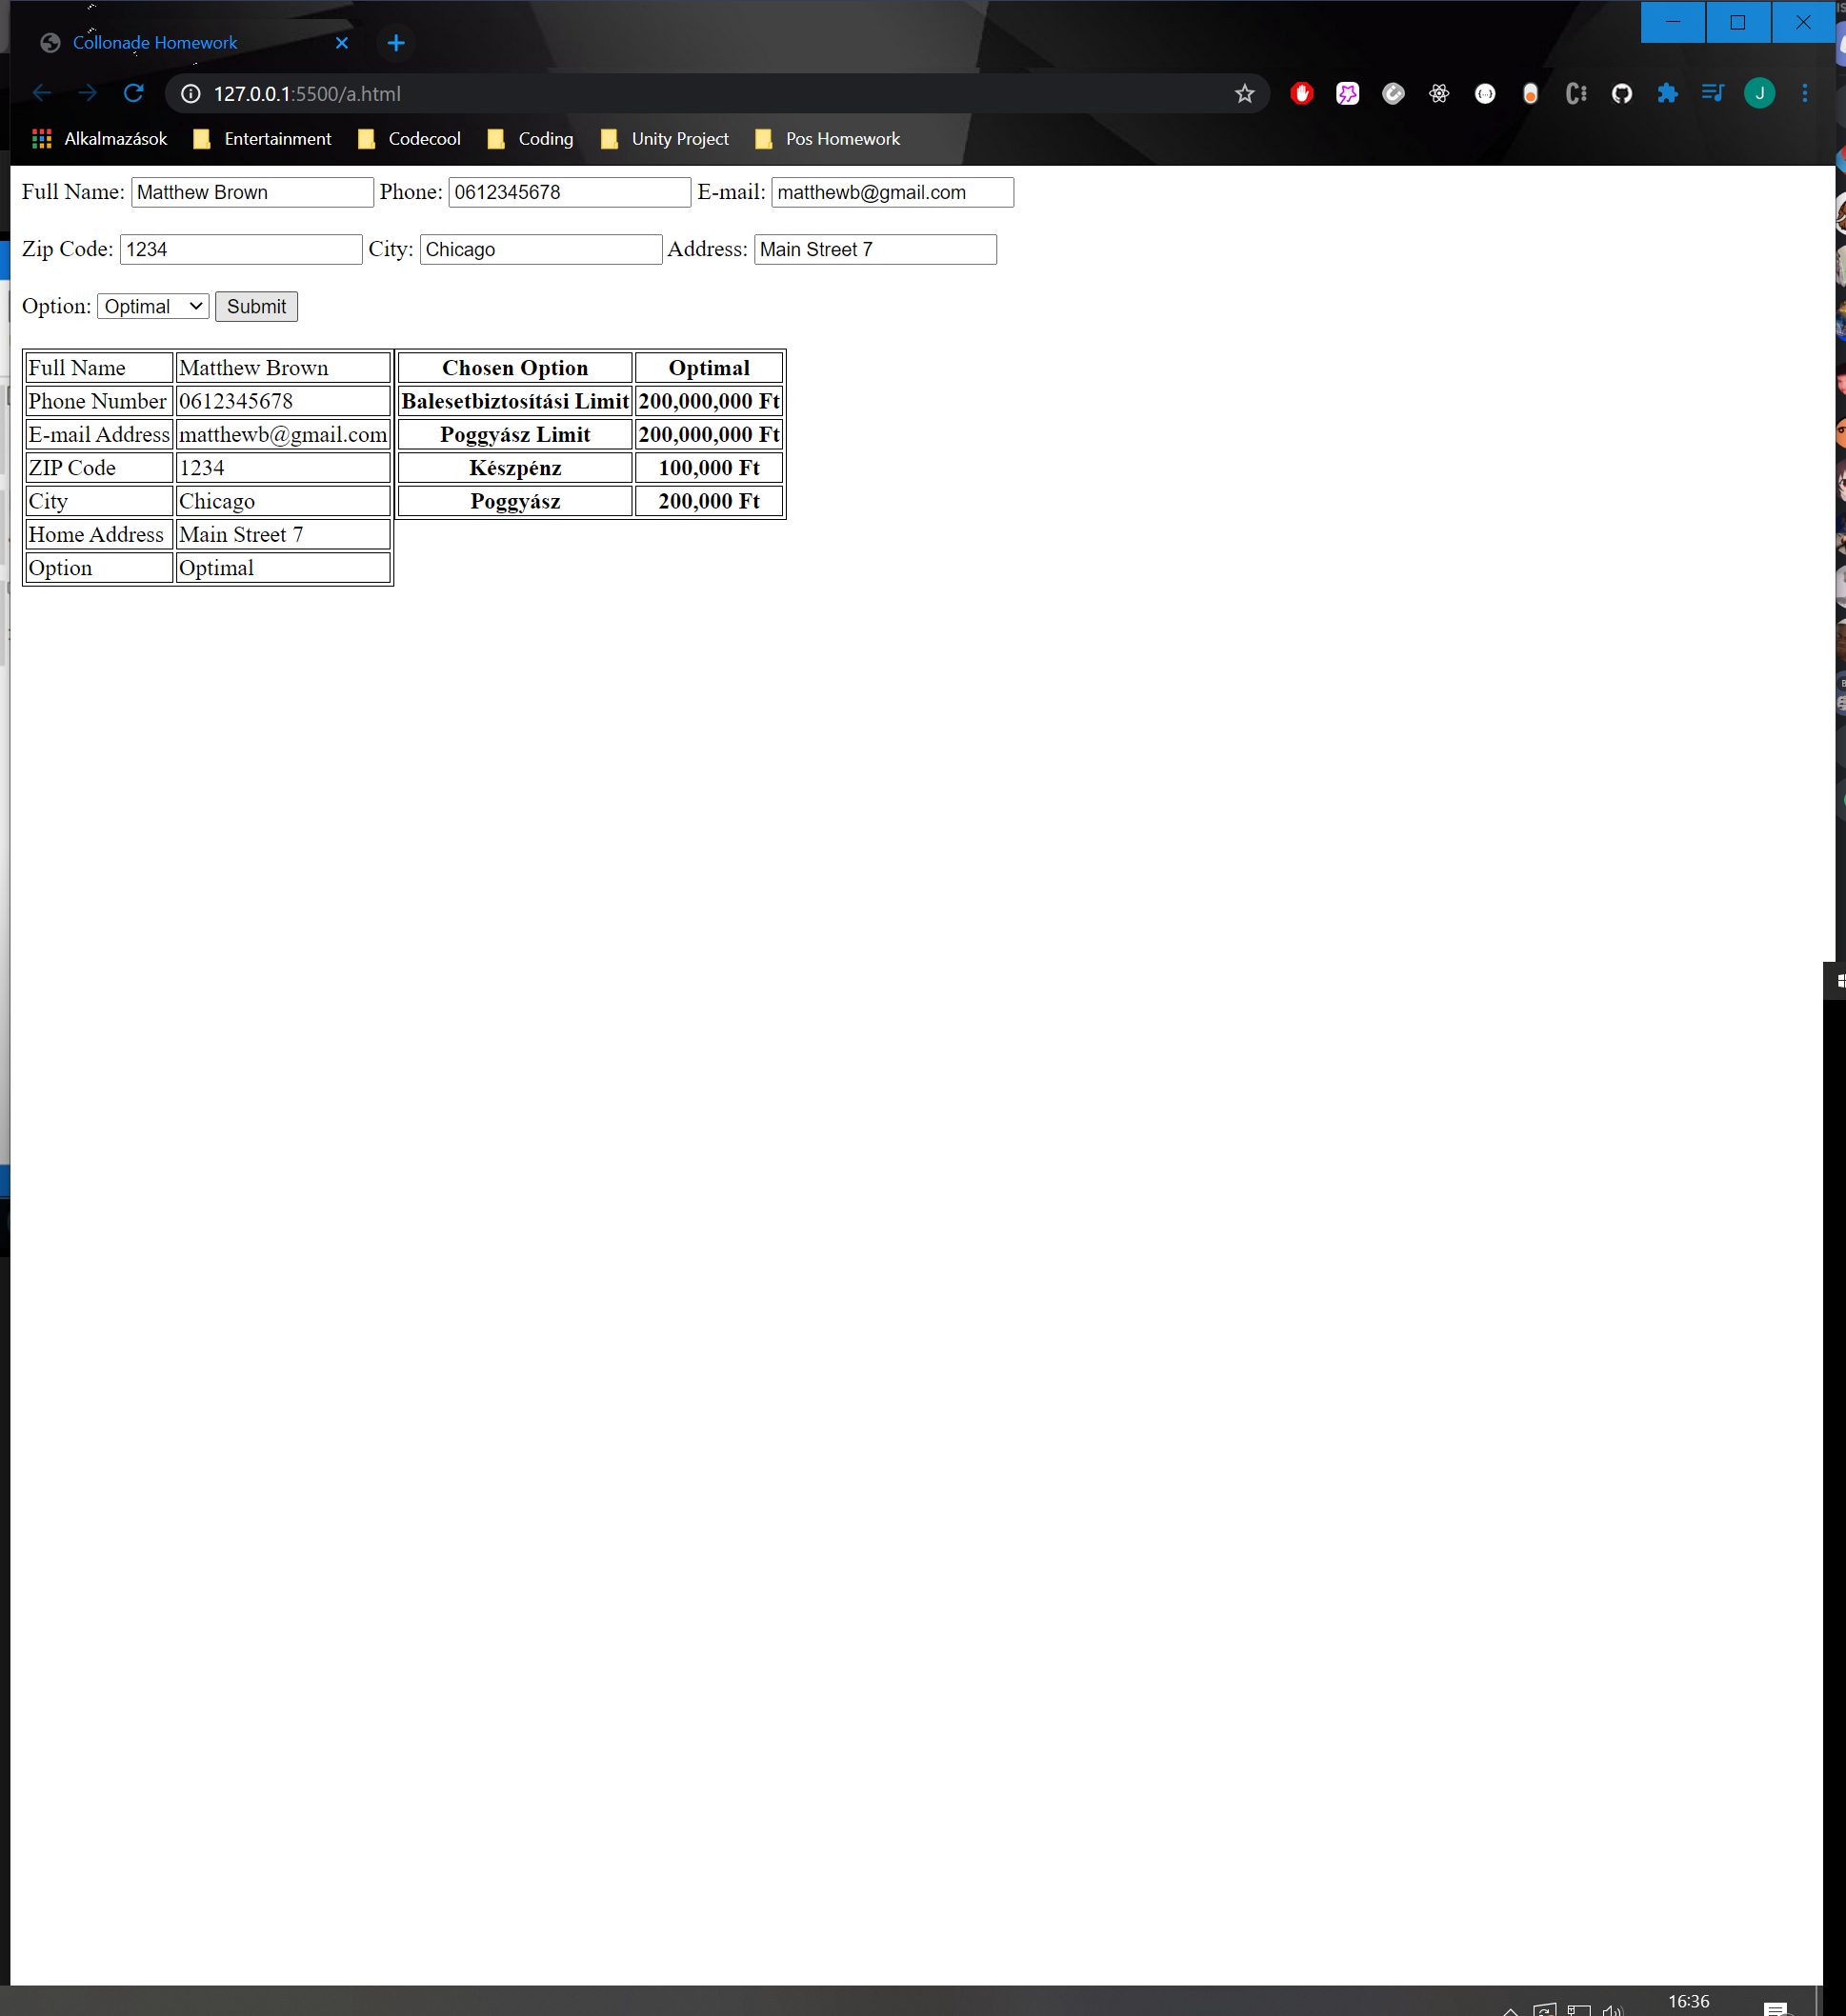 Collonade Homework
127.0.0.1:5500/a.html
J
Alkalmazások Entertainment Codecool Coding Unity Project Pos Homework
Full Name: Matthew Brown Phone: 0612345678 E-mail: matthewb@gmail.com
Zip Code: 1234 City: Chicago Address: Main Street 7
Option: Optimal Submit
Full Name Matthew Brown Chosen Option Optimal
Phone Number 0612345678 Balesetbiztosítási Limit 200,000,000 Ft
E-mail Address matthewb@gmail.com Poggyász Limit 200,000,000 Ft
ZIP Code 1234 Készpénz 100,000 Ft
City Chicago Poggyász 200,000 Ft
Home Address Main Street 7
Option Optimal
16:36